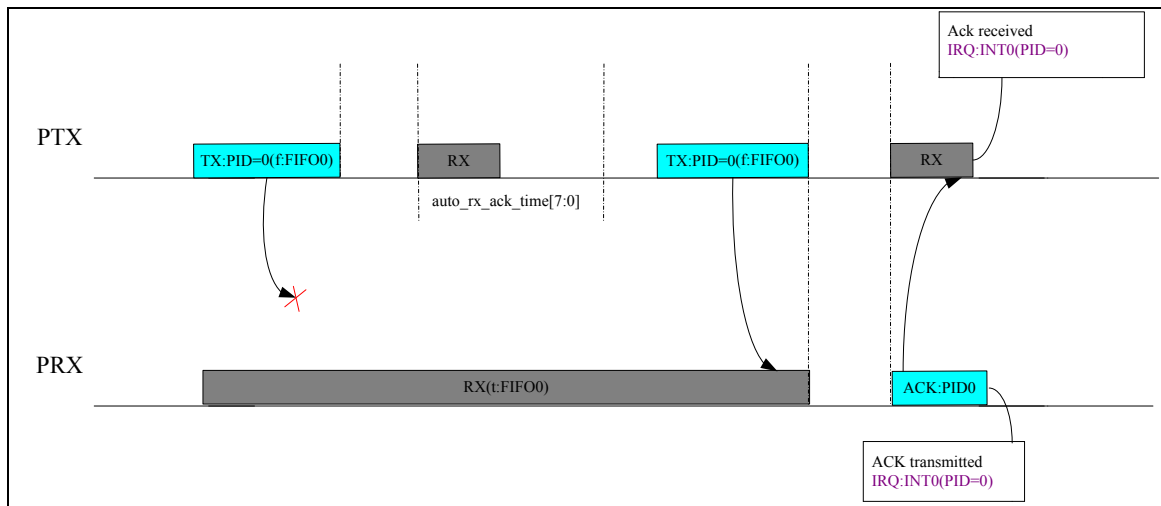 Ack received
IRQ:INT0(PID=0)
PTX
TX:PID=0(f:FIFO0)
RX
TX:PID=0(f:FIFO0)
RX
auto_rx_ack_time[7:0]
PRX
RX(t:FIFO0)
ACK:PID0
ACK transmitted
IRQ:INT0(PID=0)